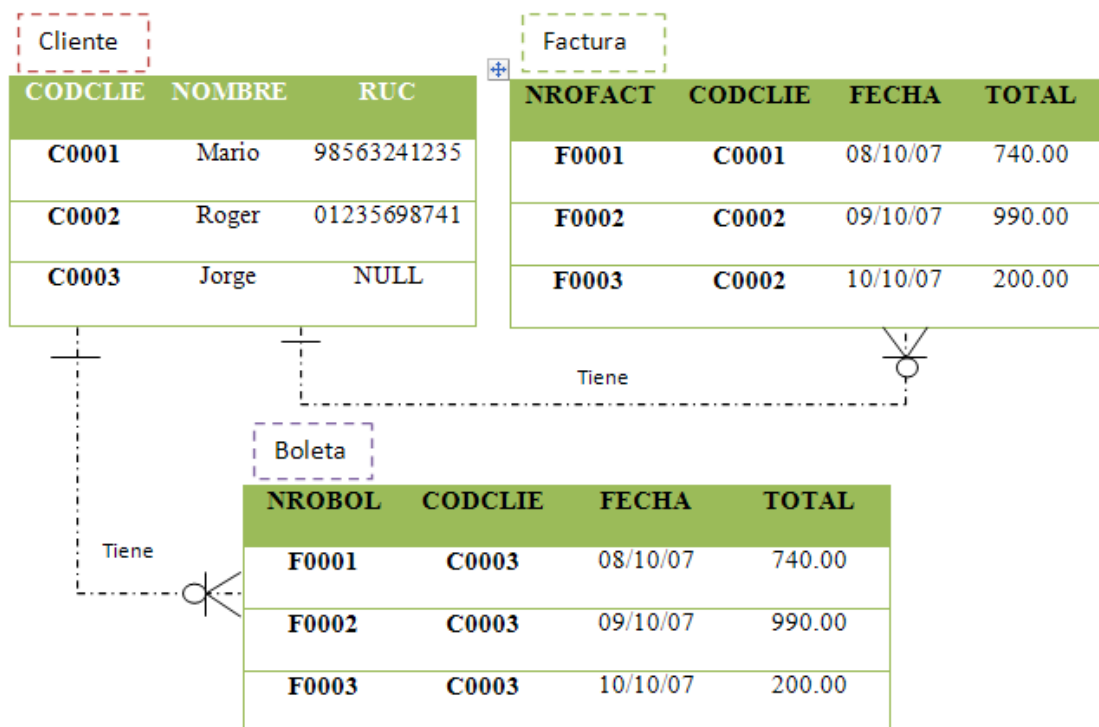 Cliente
CODCLIE NOMBRE RUC
C0001 Mario 98563241235
C0002 Roger 01235698741
C0003 Jorge NULL
Factura
NROFACT CODCLIE FECHA TOTAL
F0001 C0001 08/10/07 740.00
F0002 C0002 09/10/07 990.00
F0003 C0002 10/10/07 200.00
Tiene
Boleta
NROBOL CODCLIE FECHA TOTAL
F0001 C0003 08/10/07 740.00
F0002 C0003 09/10/07 990.00
F0003 C0003 10/10/07 200.00
Tiene